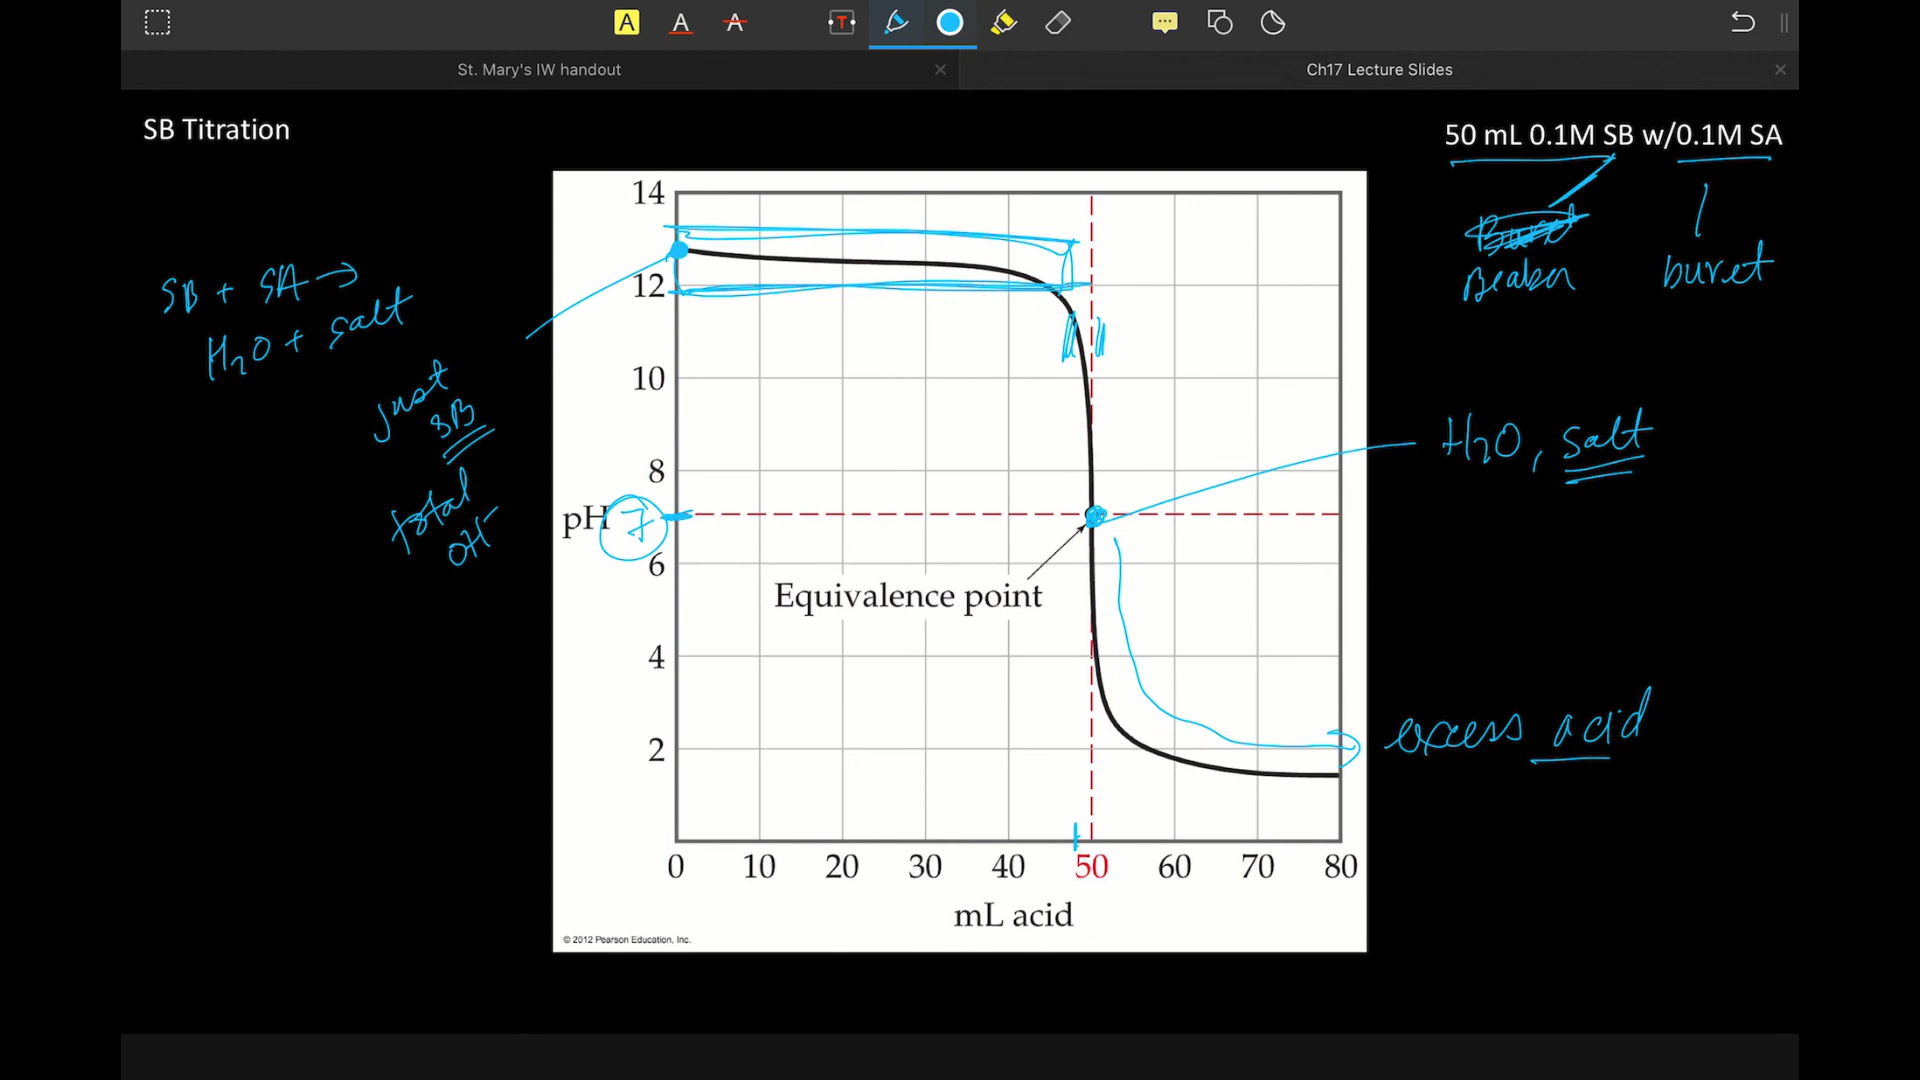 A A A T
St. Mary's IW handout
Ch17 Lecture Slides
SB Titration
50 mL 0.1M SB w/0.1M SA
Beaker
buret
SB + SA →
H₂O + salt
just
SB
total
OH⁻
14
12
10
8
pH 7
6
4
2
Equivalence point
H₂O, salt
excess acid
0 10 20 30 40 50 60 70 80
mL acid
© 2012 Pearson Education, Inc.